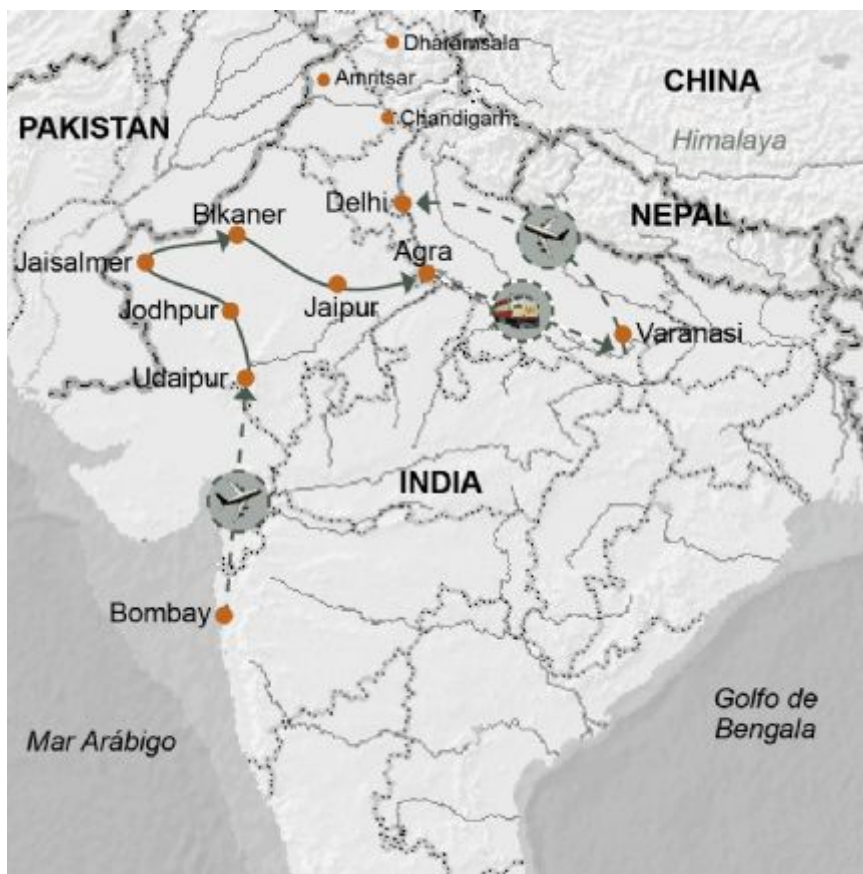 Dharamsala
Amritsar
CHINA
PAKISTAN
Chandigarh
Himalaya
Delhi
Bikaner
NEPAL
Agra
Jaisalmer
Jaipur
Jodhpur
Varanasi
Udaipur
INDIA
Bombay
Golfo de
Bengala
Mar Arábigo